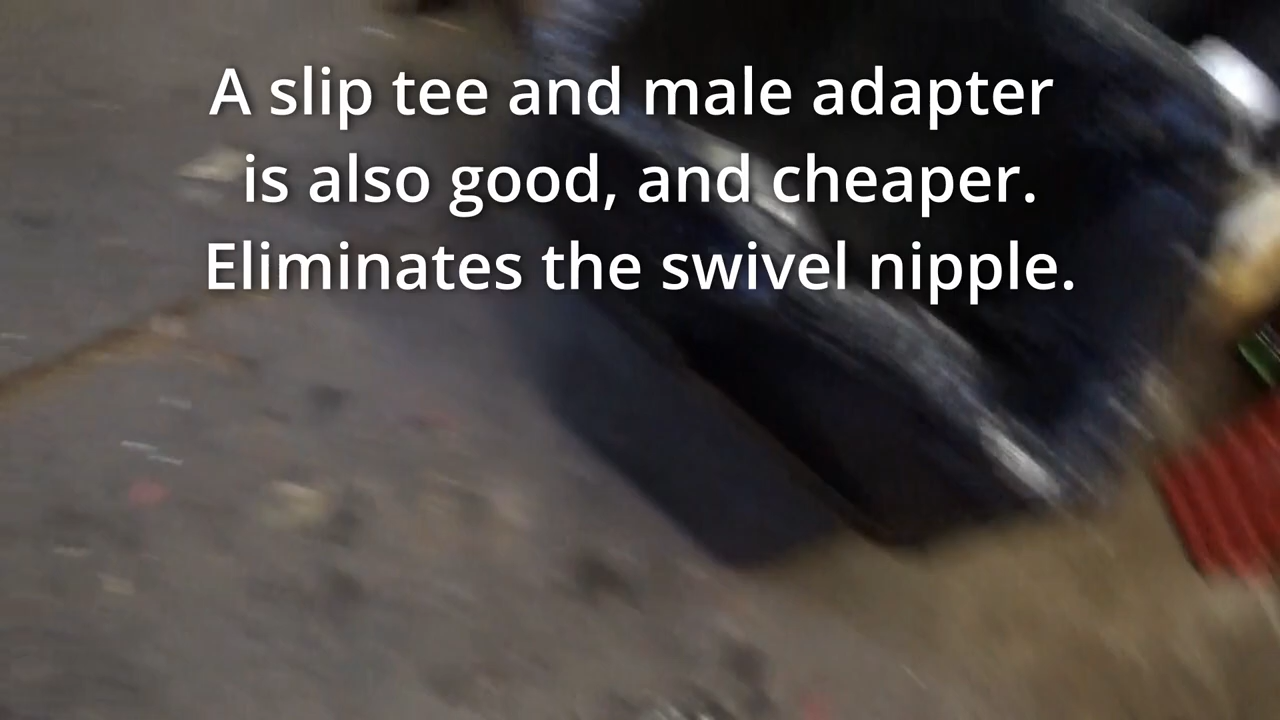 A slip tee and male adapter
is also good, and cheaper.
Eliminates the swivel nipple.